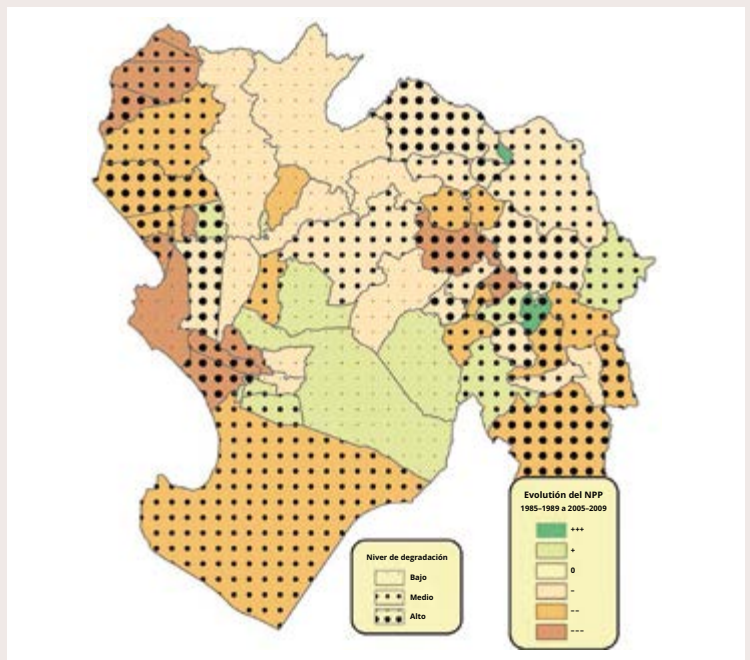 Niver de degradación
Bajo
Medio
Alto
Evolutión del NPP
1985–1989 a 2005–2009
+++
+
0
–
––
–––